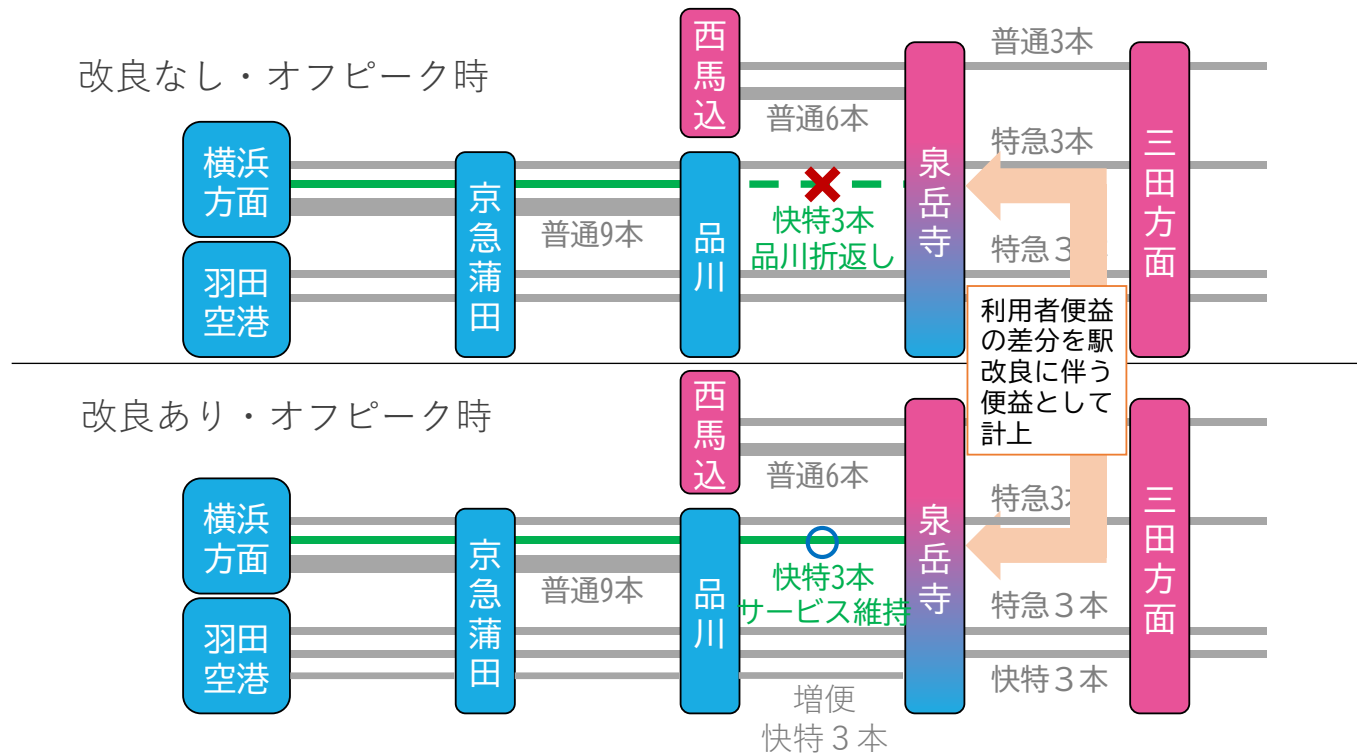 改良なし・オフピーク時
西馬込
普通3本
普通6本
横浜
方面
京急蒲田
品川
泉岳寺
三田方面
特急3本
普通9本
快特3本
品川折返し
特急３
羽田
空港
利用者便益
の差分を駅
改良に伴う
便益として
計上
改良あり・オフピーク時
西馬込
普通6本
横浜
方面
京急蒲田
品川
泉岳寺
三田方面
特急3
普通9本
快特3本
サービス維持
特急３本
羽田
空港
快特３本
増便
快特３本